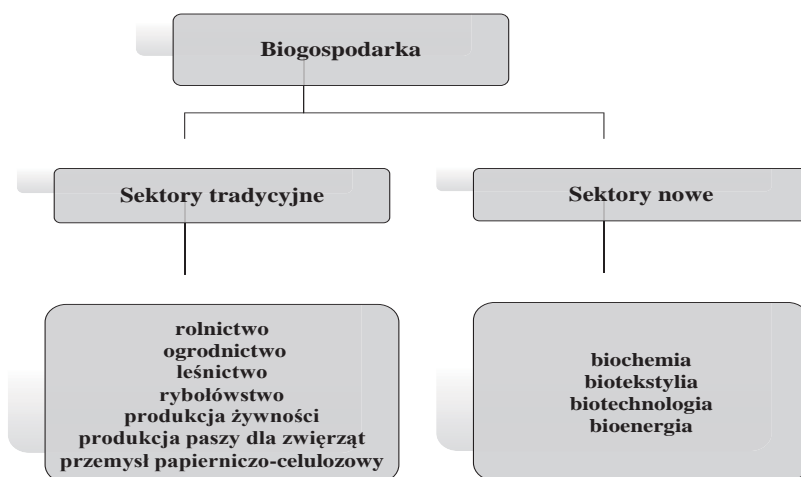 Biogospodarka
Sektory tradycyjne
Sektory nowe
rolnictwo
ogrodnictwo
leśnictwo
rybołówstwo
produkcja żywności
produkcja paszy dla zwięrząt
przemysł papierniczo-celulozowy
biochemia
biotekstylia
biotechnologia
bioenergia